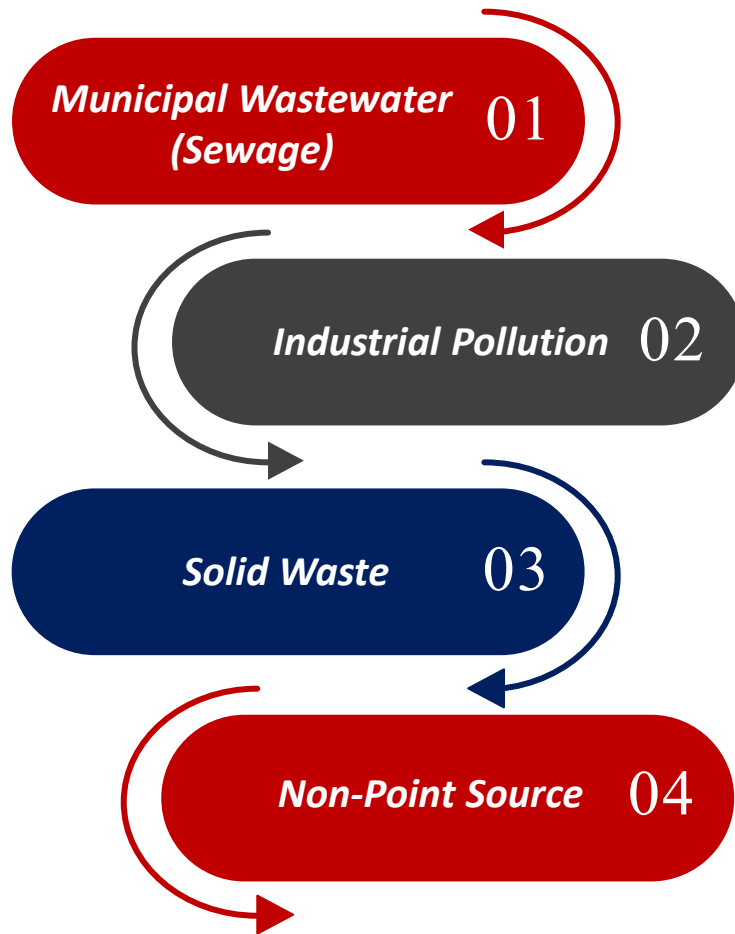 Municipal Wastewater
(Sewage)
01
Industrial Pollution 02
Solid Waste 03
Non-Point Source 04